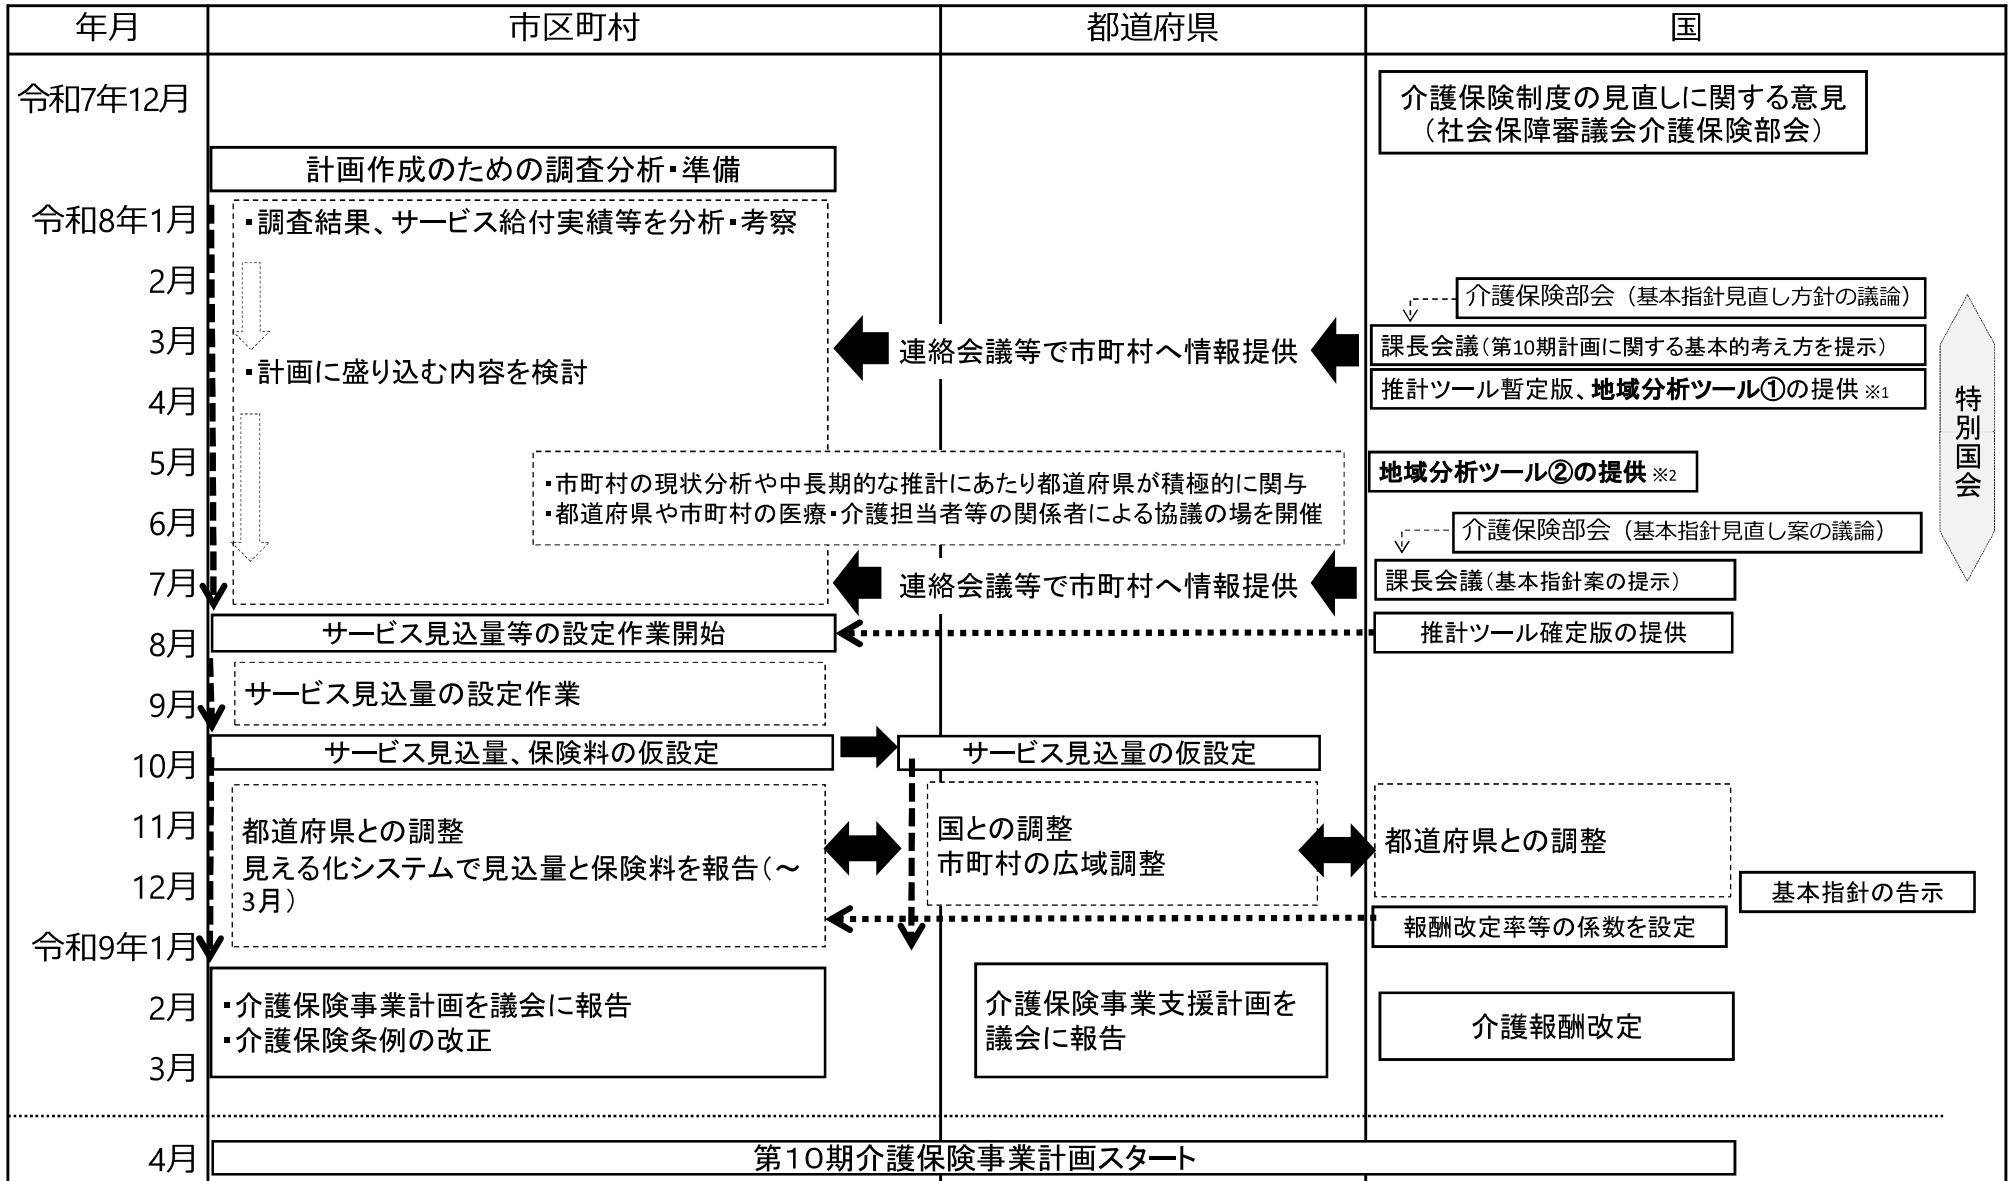 年月
市区町村
都道府県
国
令和7年12月
介護保険制度の見直しに関する意見
（社会保障審議会介護保険部会）
計画作成のための調査分析・準備
令和8年1月
・調査結果、サービス給付実績等を分析・考察
2月
介護保険部会（基本指針見直し方針の議論）
3月
連絡会議等で市町村へ情報提供
課長会議（第10期計画に関する基本的考え方を提示）
・計画に盛り込む内容を検討
4月
推計ツール暫定版、地域分析ツール①の提供 ※1
特別国会
5月
・市町村の現状分析や中長期的な推計にあたり都道府県が積極的に関与
・都道府県や市町村の医療・介護担当者等の関係者による協議の場を開催
地域分析ツール②の提供 ※2
6月
介護保険部会（基本指針見直し案の議論）
7月
連絡会議等で市町村へ情報提供
課長会議（基本指針案の提示）
8月
サービス見込量等の設定作業開始
推計ツール確定版の提供
9月
サービス見込量の設定作業
10月
サービス見込量、保険料の仮設定
サービス見込量の仮設定
11月
都道府県との調整
見える化システムで見込量と保険料を報告（～
3月）
国との調整
市町村の広域調整
都道府県との調整
12月
基本指針の告示
令和9年1月
報酬改定率等の係数を設定
2月
・介護保険事業計画を議会に報告
・介護保険条例の改正
介護保険事業支援計画を
議会に報告
介護報酬改定
3月
4月
第１０期介護保険事業計画スタート